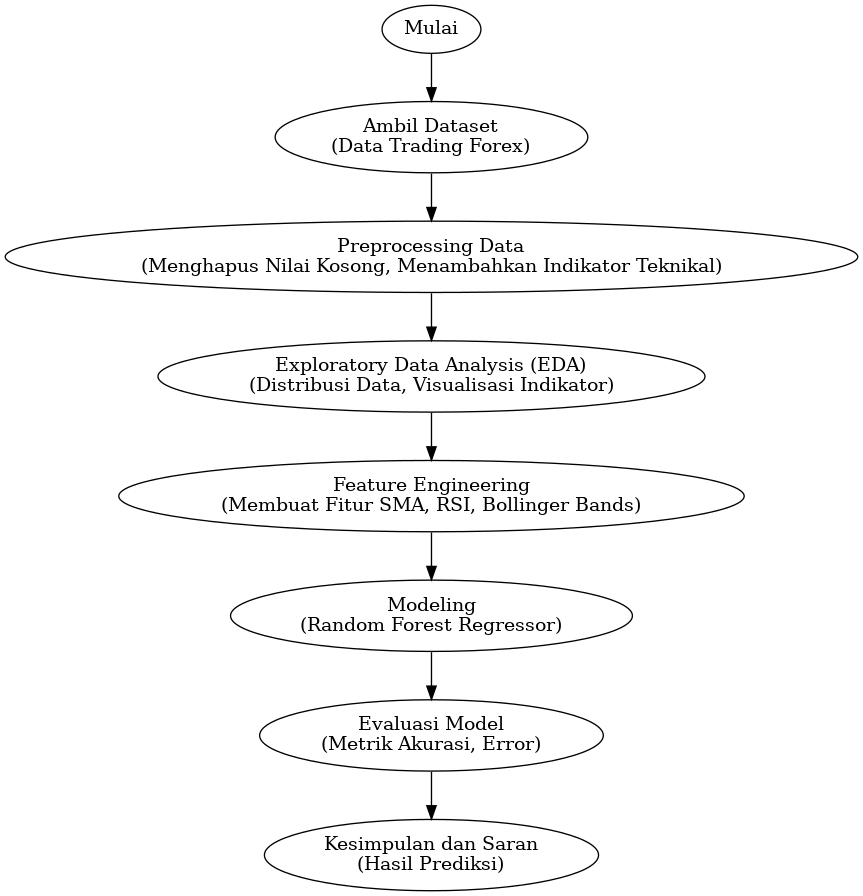 Mulai
Ambil Dataset
(Data Trading Forex)
Preprocessing Data
(Menghapus Nilai Kosong, Menambahkan Indikator Teknikal)
Exploratory Data Analysis (EDA)
(Distribusi Data, Visualisasi Indikator)
Feature Engineering
(Membuat Fitur SMA, RSI, Bollinger Bands)
Modeling
(Random Forest Regressor)
Evaluasi Model
(Metrik Akurasi, Error)
Kesimpulan dan Saran
(Hasil Prediksi)